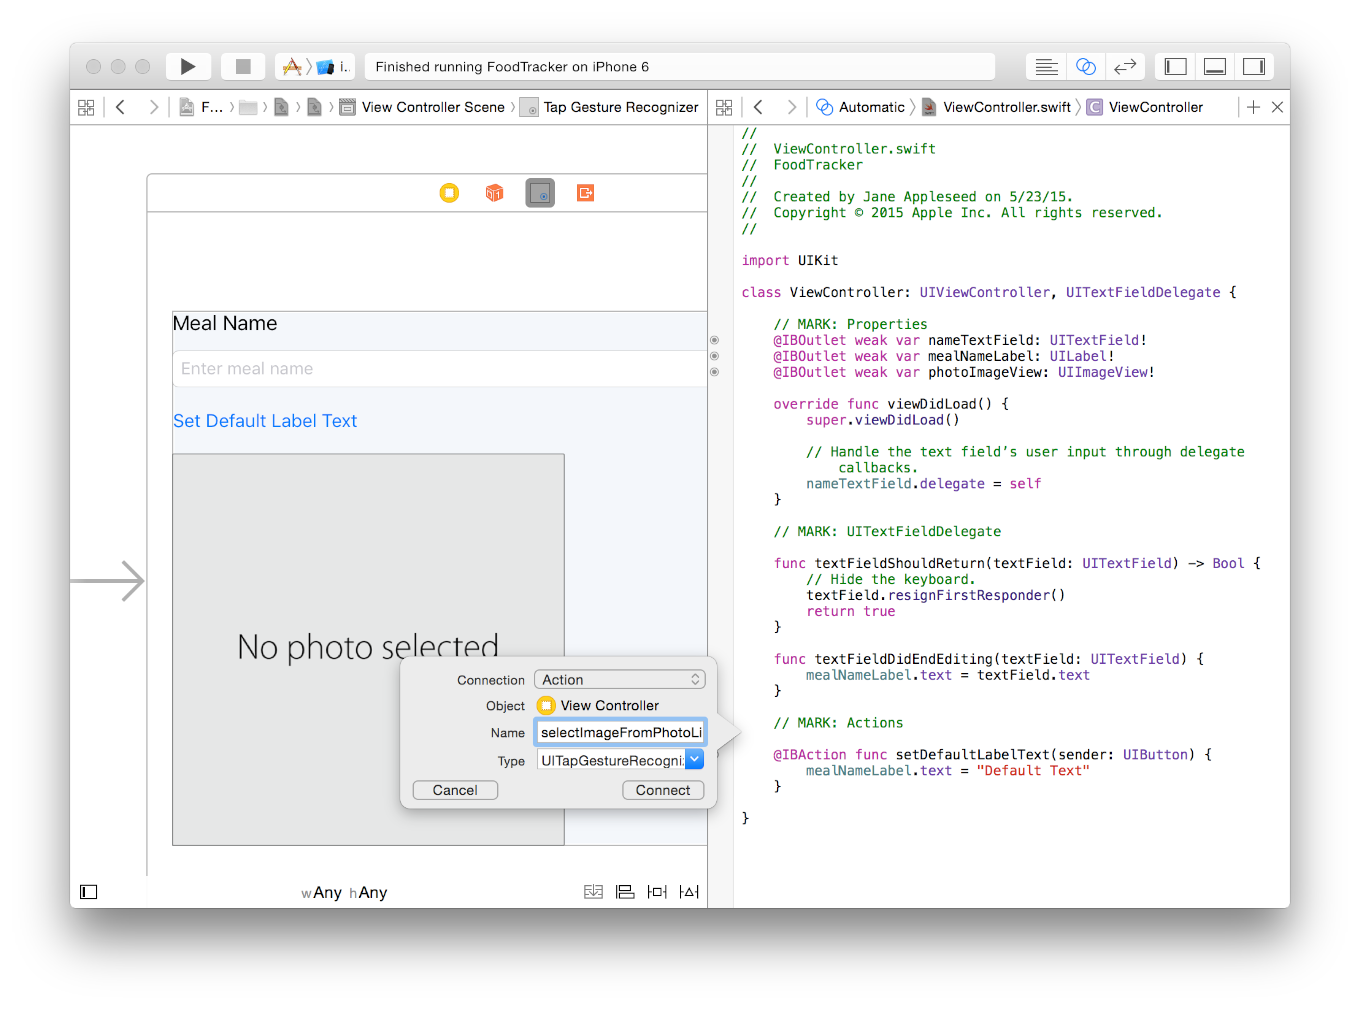 i..
Finished running FoodTracker on iPhone 6
F... View Controller Scene Tap Gesture Recognizer
Automatic ViewController.swift C ViewController
Meal Name
Enter meal name
Set Default Label Text
No photo selected
Connection Action
Object View Controller
Name selectImageFromPhotoLi
Type UITapGestureRecogni
Cancel Connect
wAny hAny
//
// ViewController.swift
// FoodTracker
//
// Created by Jane Appleseed on 5/23/15.
// Copyright © 2015 Apple Inc. All rights reserved.
//
import UIKit
class ViewController: UIViewController, UITextFieldDelegate {
// MARK: Properties
@IBOutlet weak var nameTextField: UITextField!
@IBOutlet weak var mealNameLabel: UILabel!
@IBOutlet weak var photoImageView: UIImageView!
override func viewDidLoad() {
super.viewDidLoad()
// Handle the text field’s user input through delegate
callbacks.
nameTextField.delegate = self
}
// MARK: UITextFieldDelegate
func textFieldShouldReturn(textField: UITextField) -> Bool {
// Hide the keyboard.
textField.resignFirstResponder()
return true
}
func textFieldDidEndEditing(textField: UITextField) {
mealNameLabel.text = textField.text
}
// MARK: Actions
@IBAction func setDefaultLabelText(sender: UIButton) {
mealNameLabel.text = "Default Text"
}
}